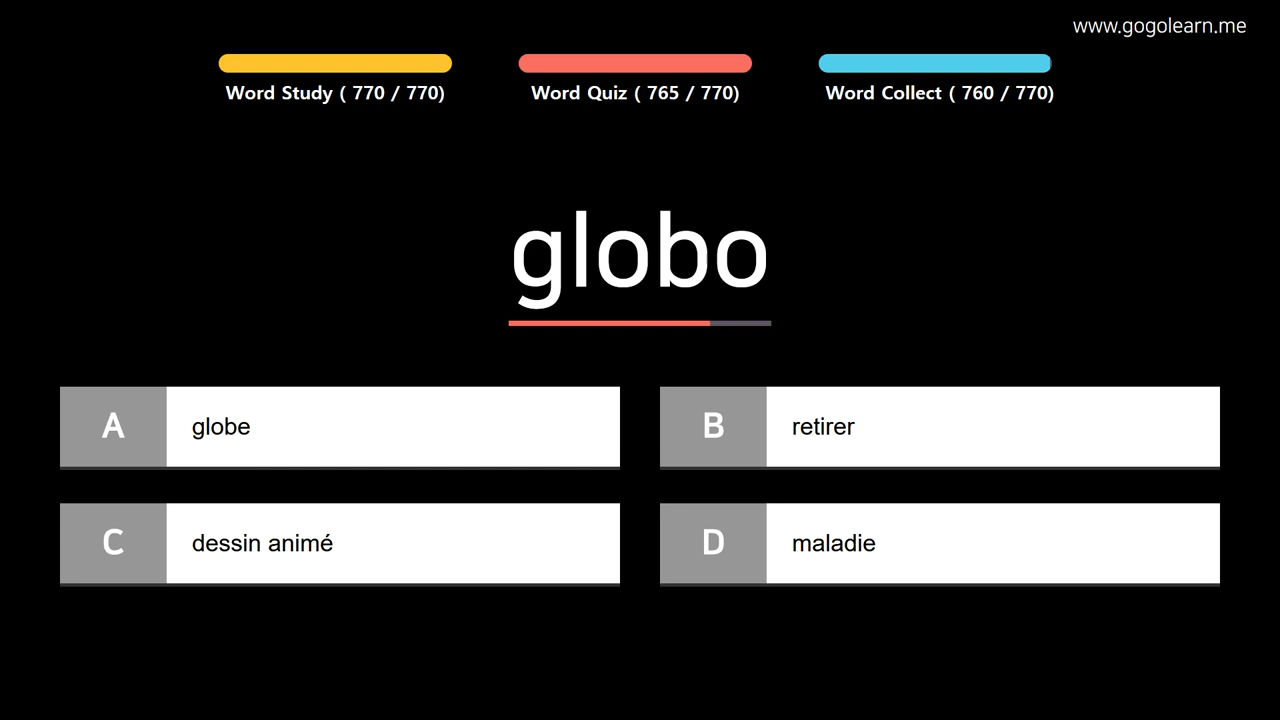 www.gogolearn.me
Word Study ( 770 / 770)
Word Quiz ( 765 / 770)
Word Collect ( 760 / 770)
globo
A globe
B retirer
C dessin animé
D maladie